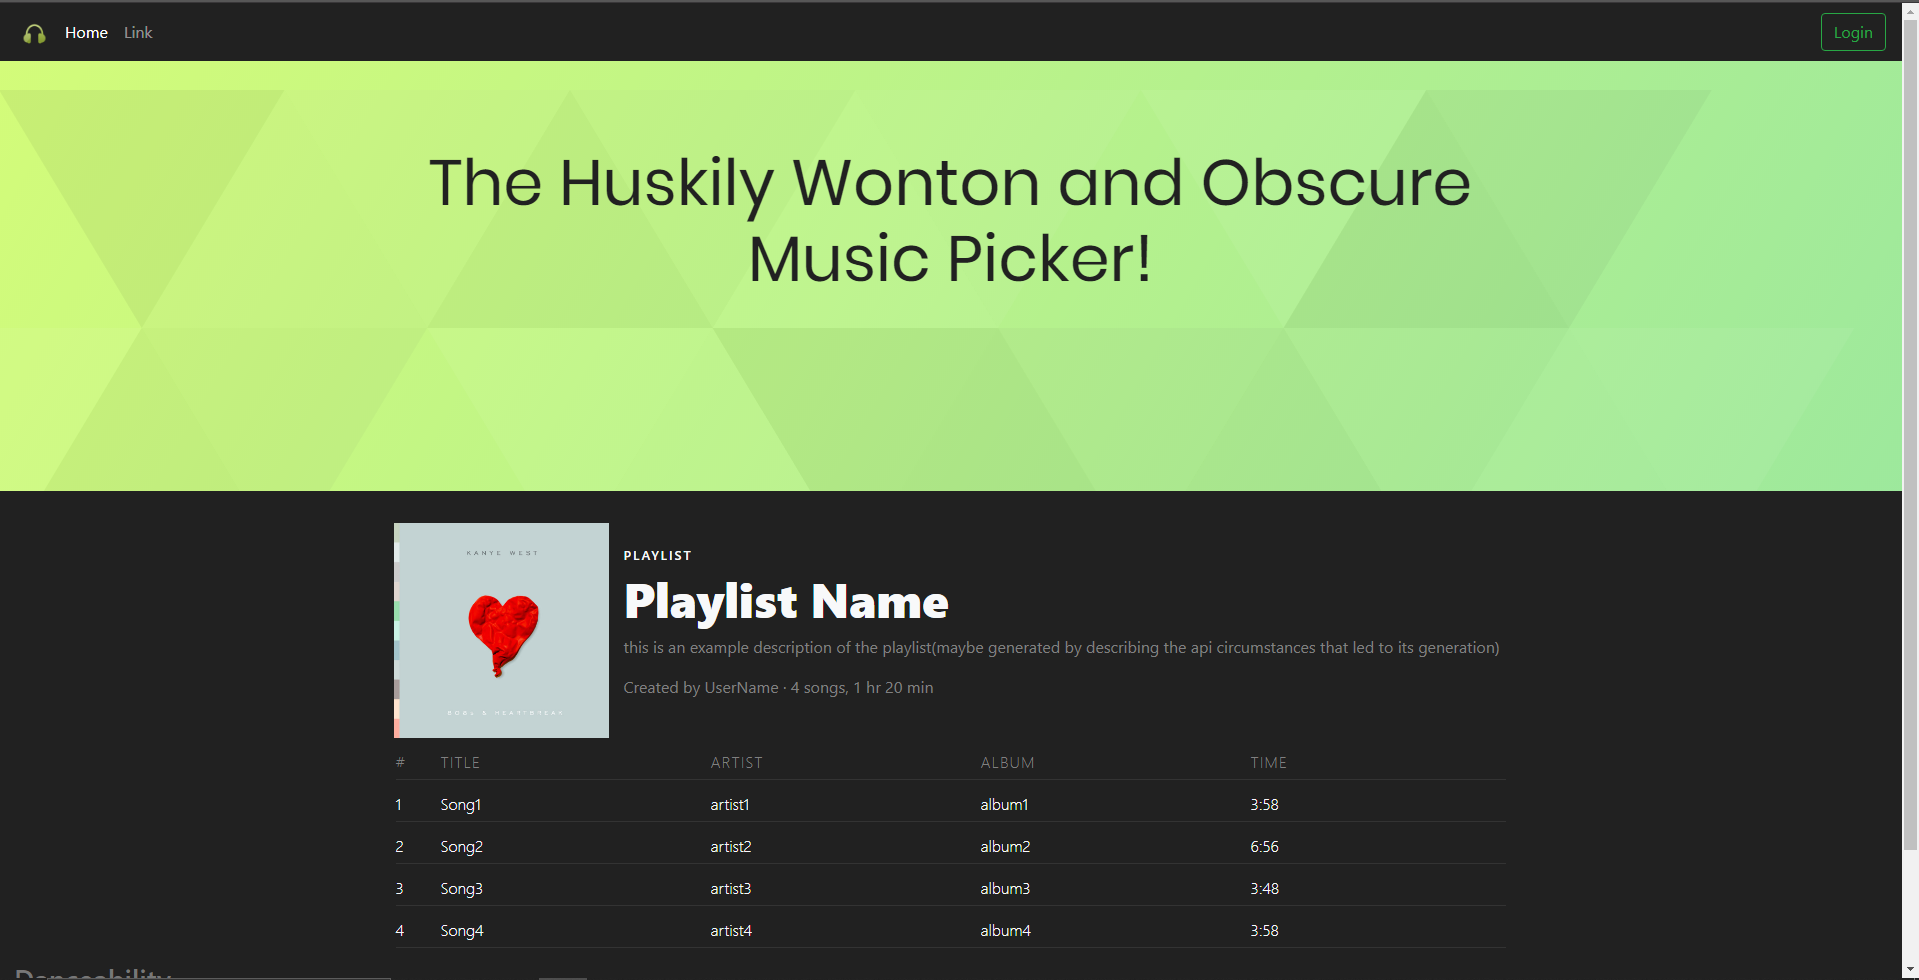 Home Link Login
The Huskily Wonton and Obscure
Music Picker!
KANYE WEST
PLAYLIST
Playlist Name
this is an example description of the playlist(maybe generated by describing the api circumstances that led to its generation)
Created by UserName · 4 songs, 1 hr 20 min
# TITLE ARTIST ALBUM TIME
1 Song1 artist1 album1 3:58
2 Song2 artist2 album2 6:56
3 Song3 artist3 album3 3:48
4 Song4 artist4 album4 3:58
Danceability